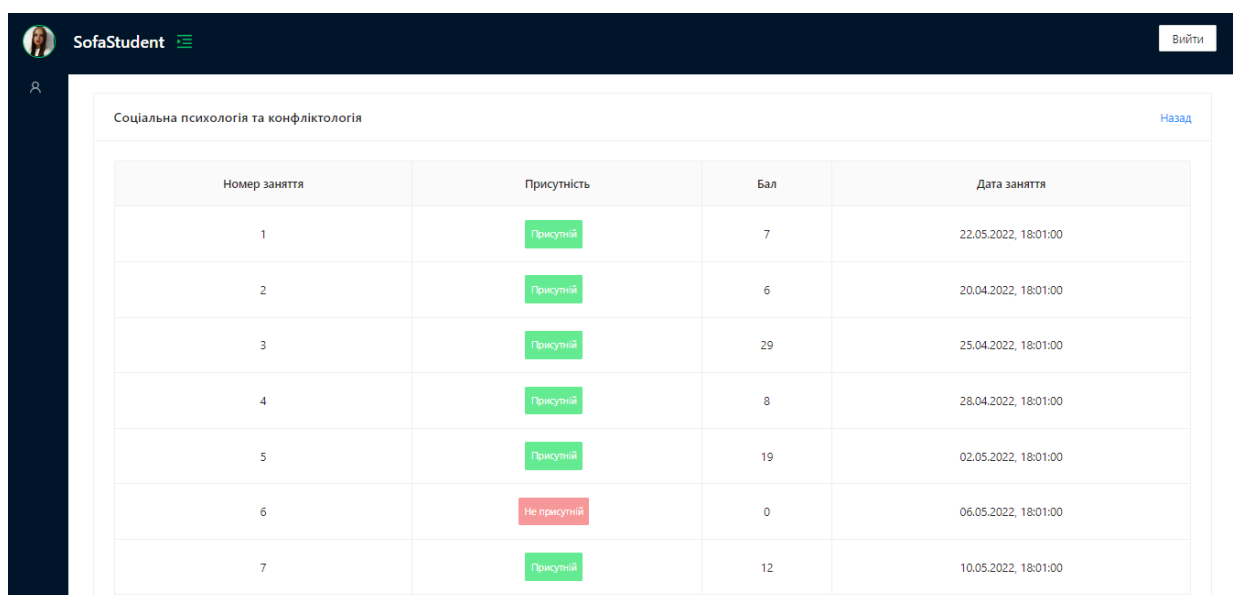 SofaStudent
Вийти
Соціальна психологія та конфліктологія
Назад
Номер заняття Присутність Бал Дата заняття
1 Присутній 7 22.05.2022, 18:01:00
2 Присутній 6 20.04.2022, 18:01:00
3 Присутній 29 25.04.2022, 18:01:00
4 Присутній 8 28.04.2022, 18:01:00
5 Присутній 19 02.05.2022, 18:01:00
6 Не присутній 0 06.05.2022, 18:01:00
7 Присутній 12 10.05.2022, 18:01:00